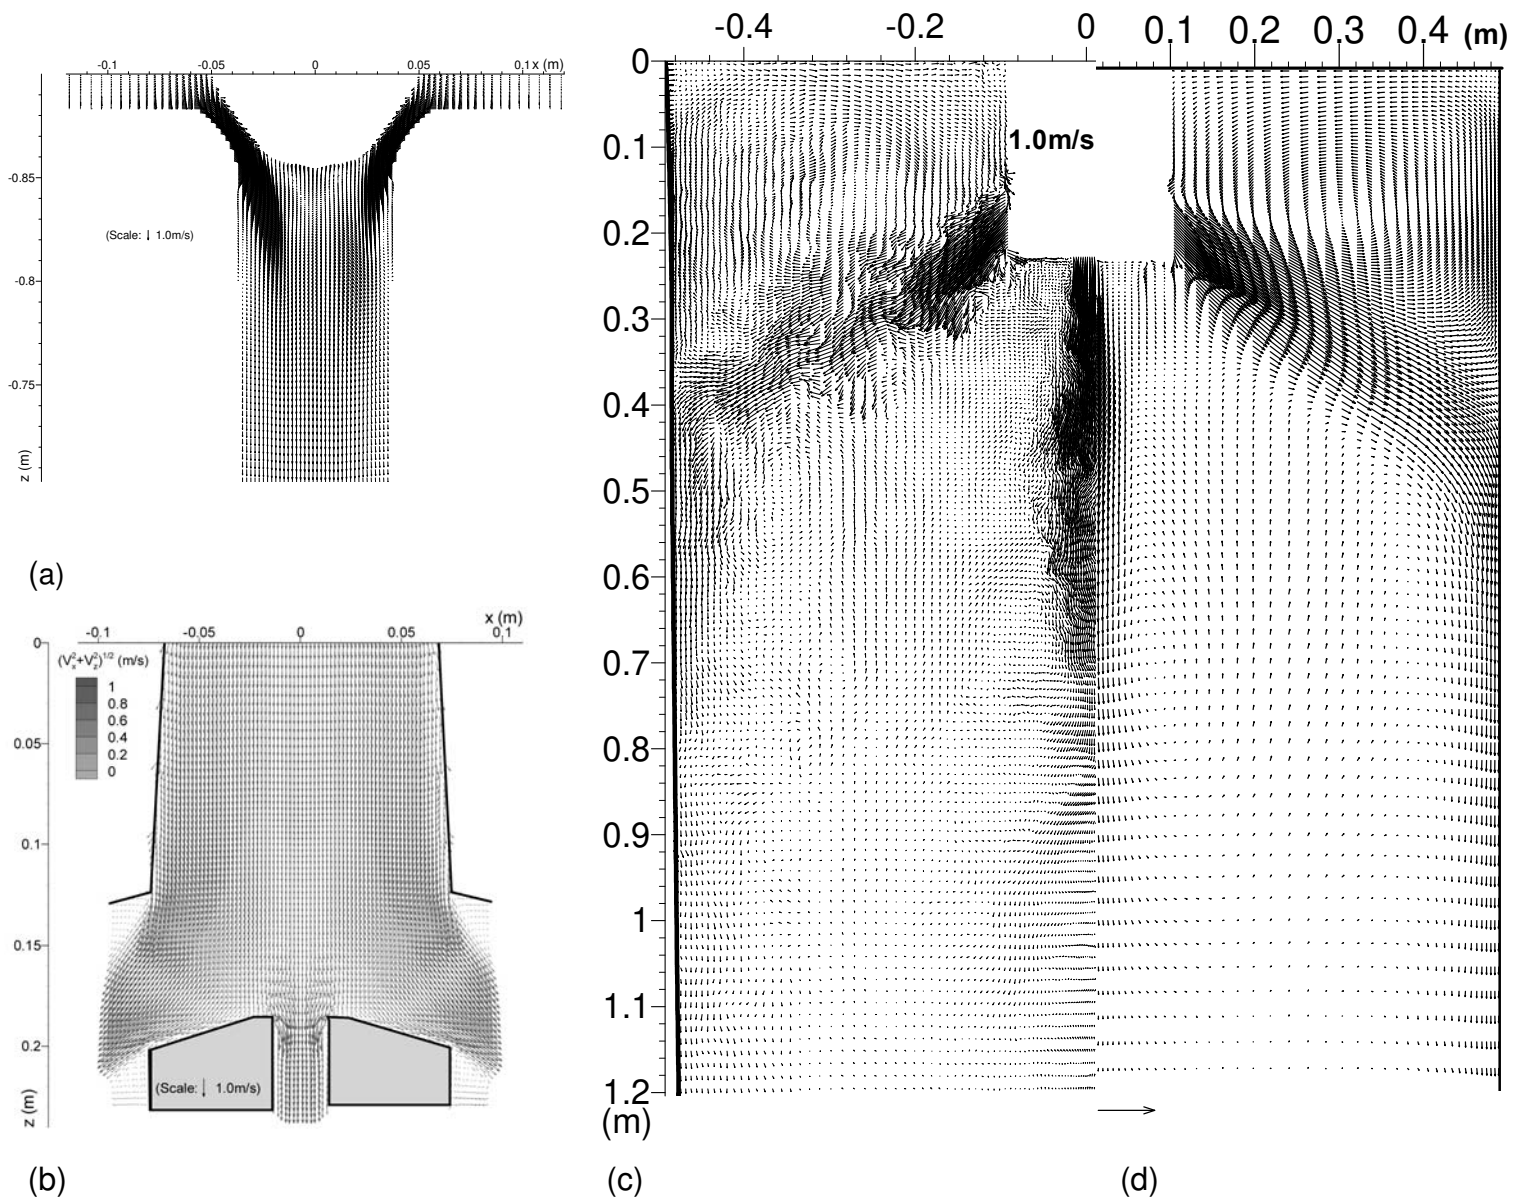 -0.1 -0.05 0 0.05 0.1 x (m)
-0.85
(Scale: ↓ 1.0m/s)
-0.8
-0.75
z (m)
(a)
x (m)
-0.1 -0.05 0 0.05 0.1
0
(Vx²+Vz²)^1/2 (m/s)
1
0.8
0.6
0.4
0.2
0
0.05
0.1
0.15
0.2
(Scale: ↓ 1.0m/s)
z (m)
(b)
-0.4 -0.2 0 0.1 0.2 0.3 0.4 (m)
0
0.1
1.0m/s
0.2
0.3
0.4
0.5
0.6
0.7
0.8
0.9
1
1.1
1.2
(m)
(c)
(d)